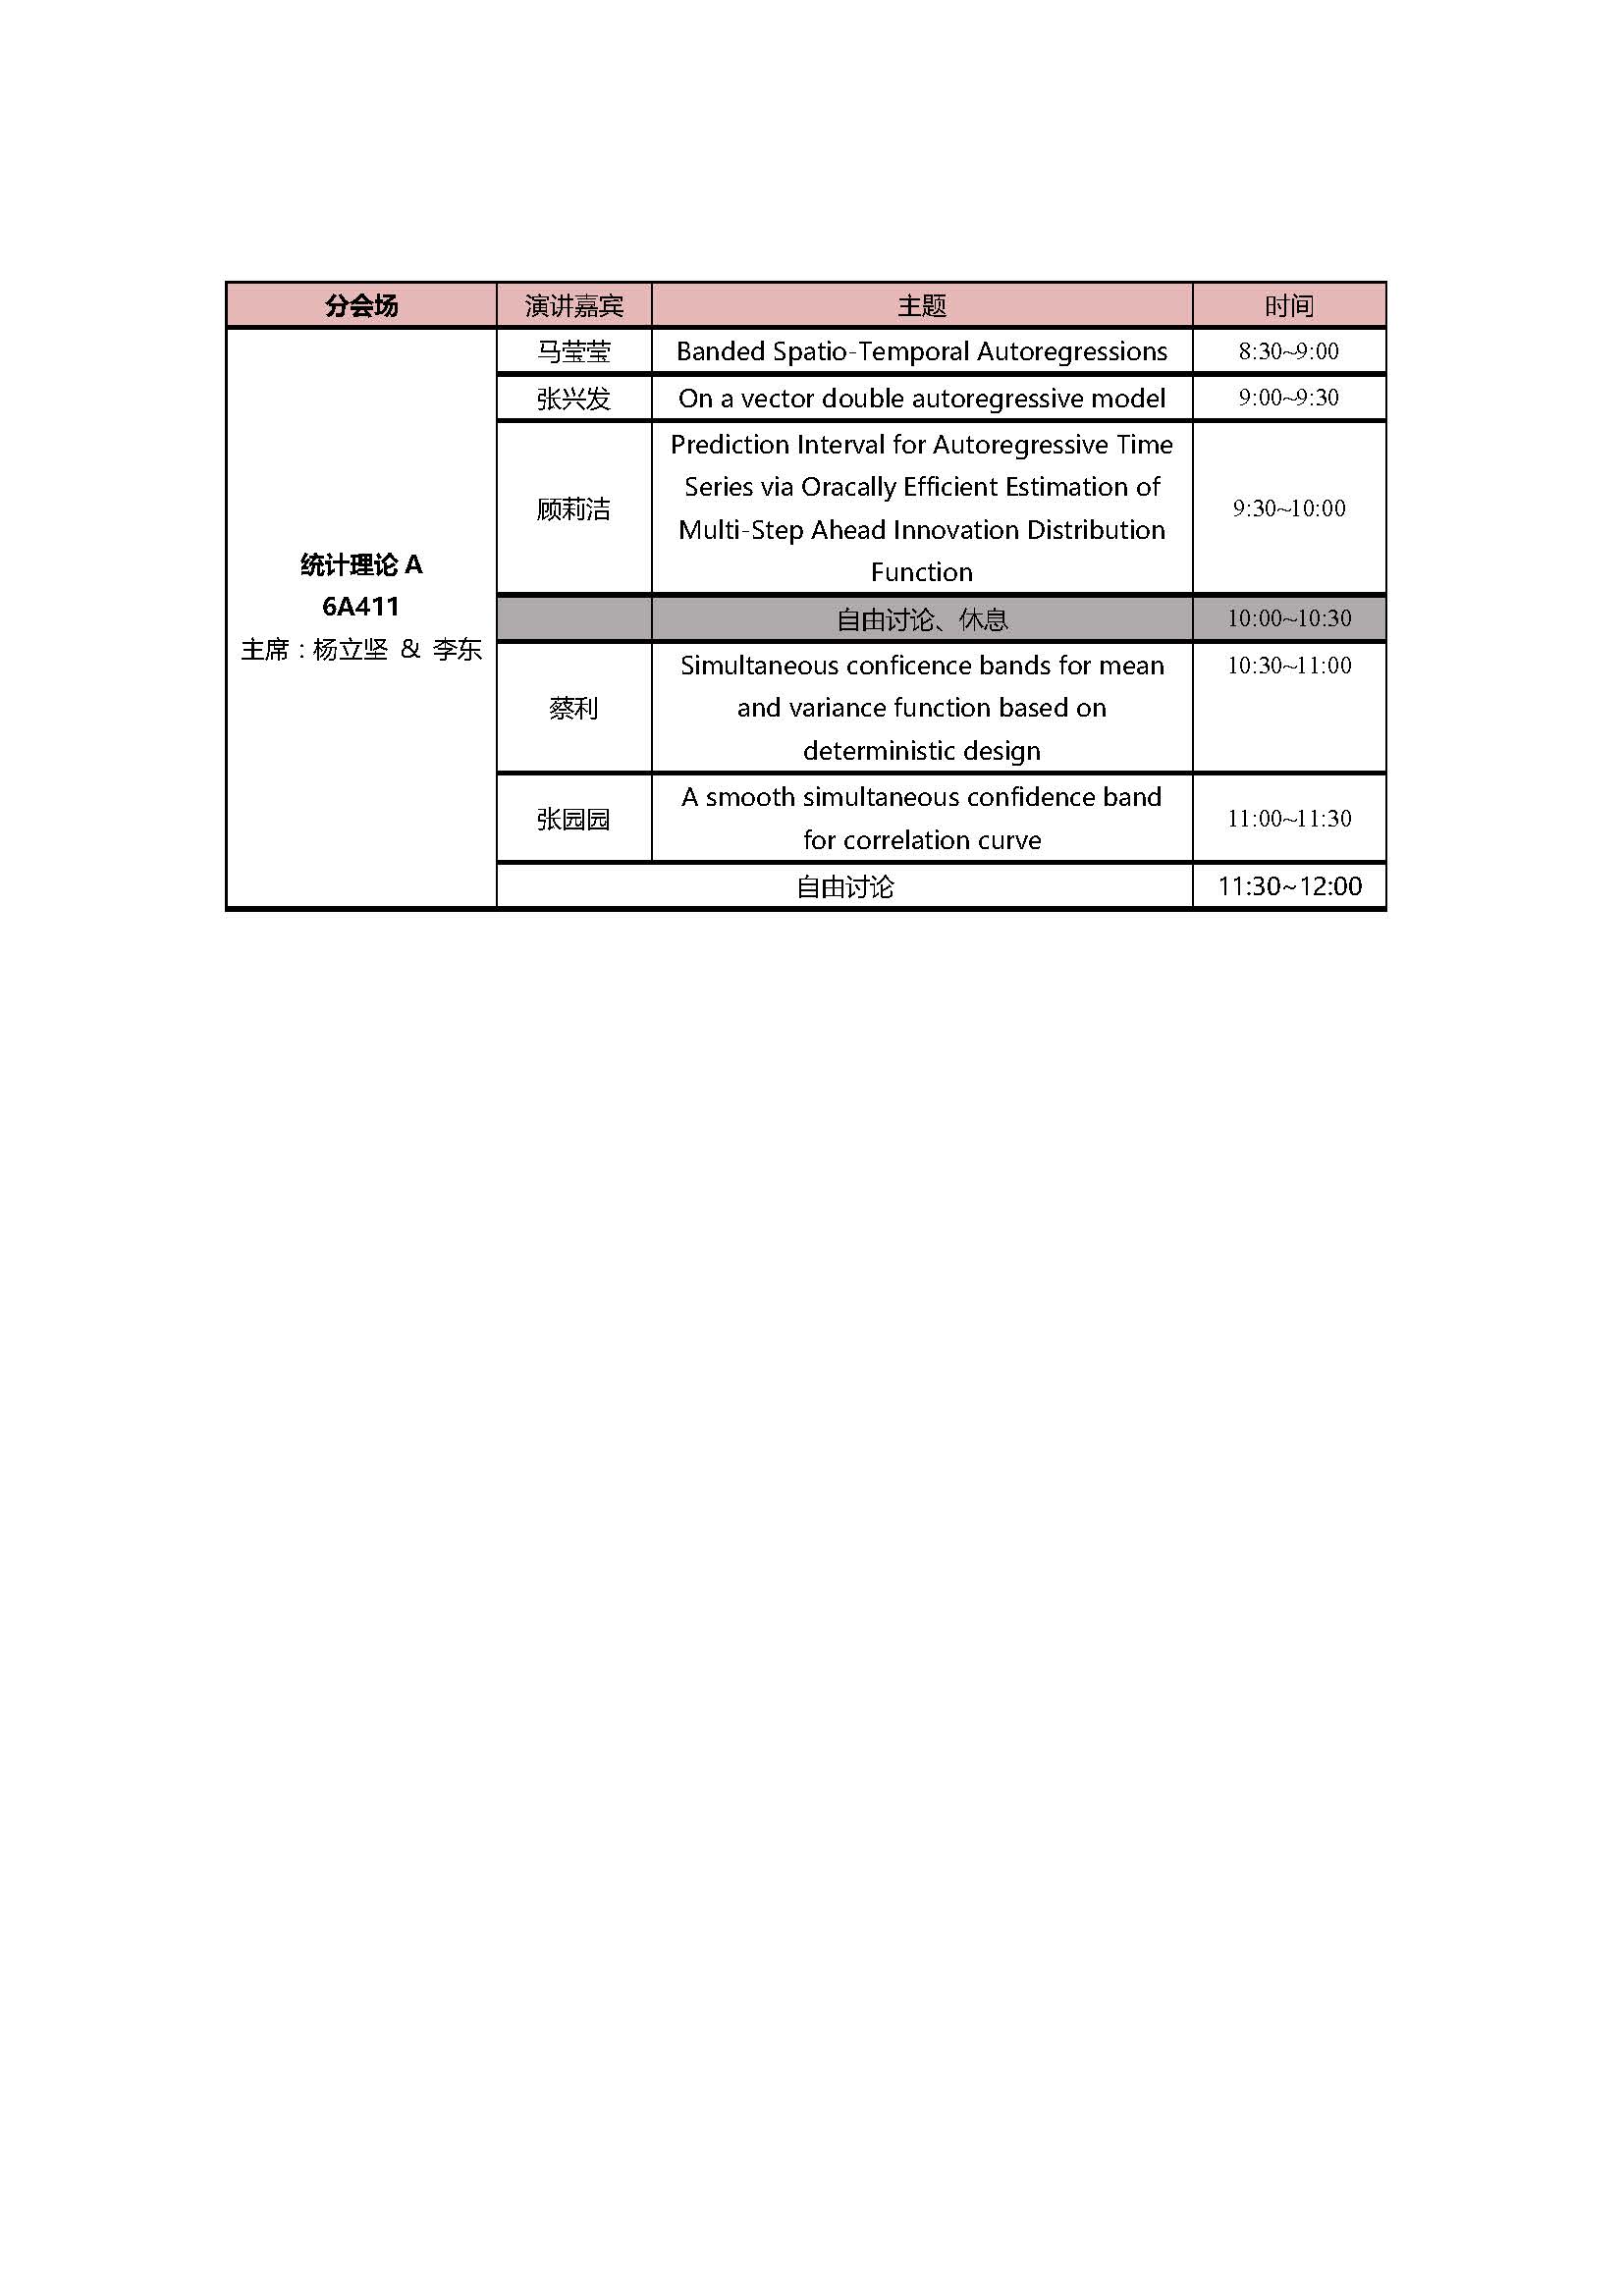 分会场 演讲嘉宾 主题 时间
统计理论 A
6A411
主席：杨立坚 & 李东
马莹莹 Banded Spatio-Temporal Autoregressions 8:30~9:00
张兴发 On a vector double autoregressive model 9:00~9:30
顾莉洁 Prediction Interval for Autoregressive Time
Series via Oracally Efficient Estimation of
Multi-Step Ahead Innovation Distribution
Function
9:30~10:00
自由讨论、休息 10:00~10:30
蔡利 Simultaneous conficence bands for mean
and variance function based on
deterministic design
10:30~11:00
张园园 A smooth simultaneous confidence band
for correlation curve
11:00~11:30
自由讨论 11:30~12:00